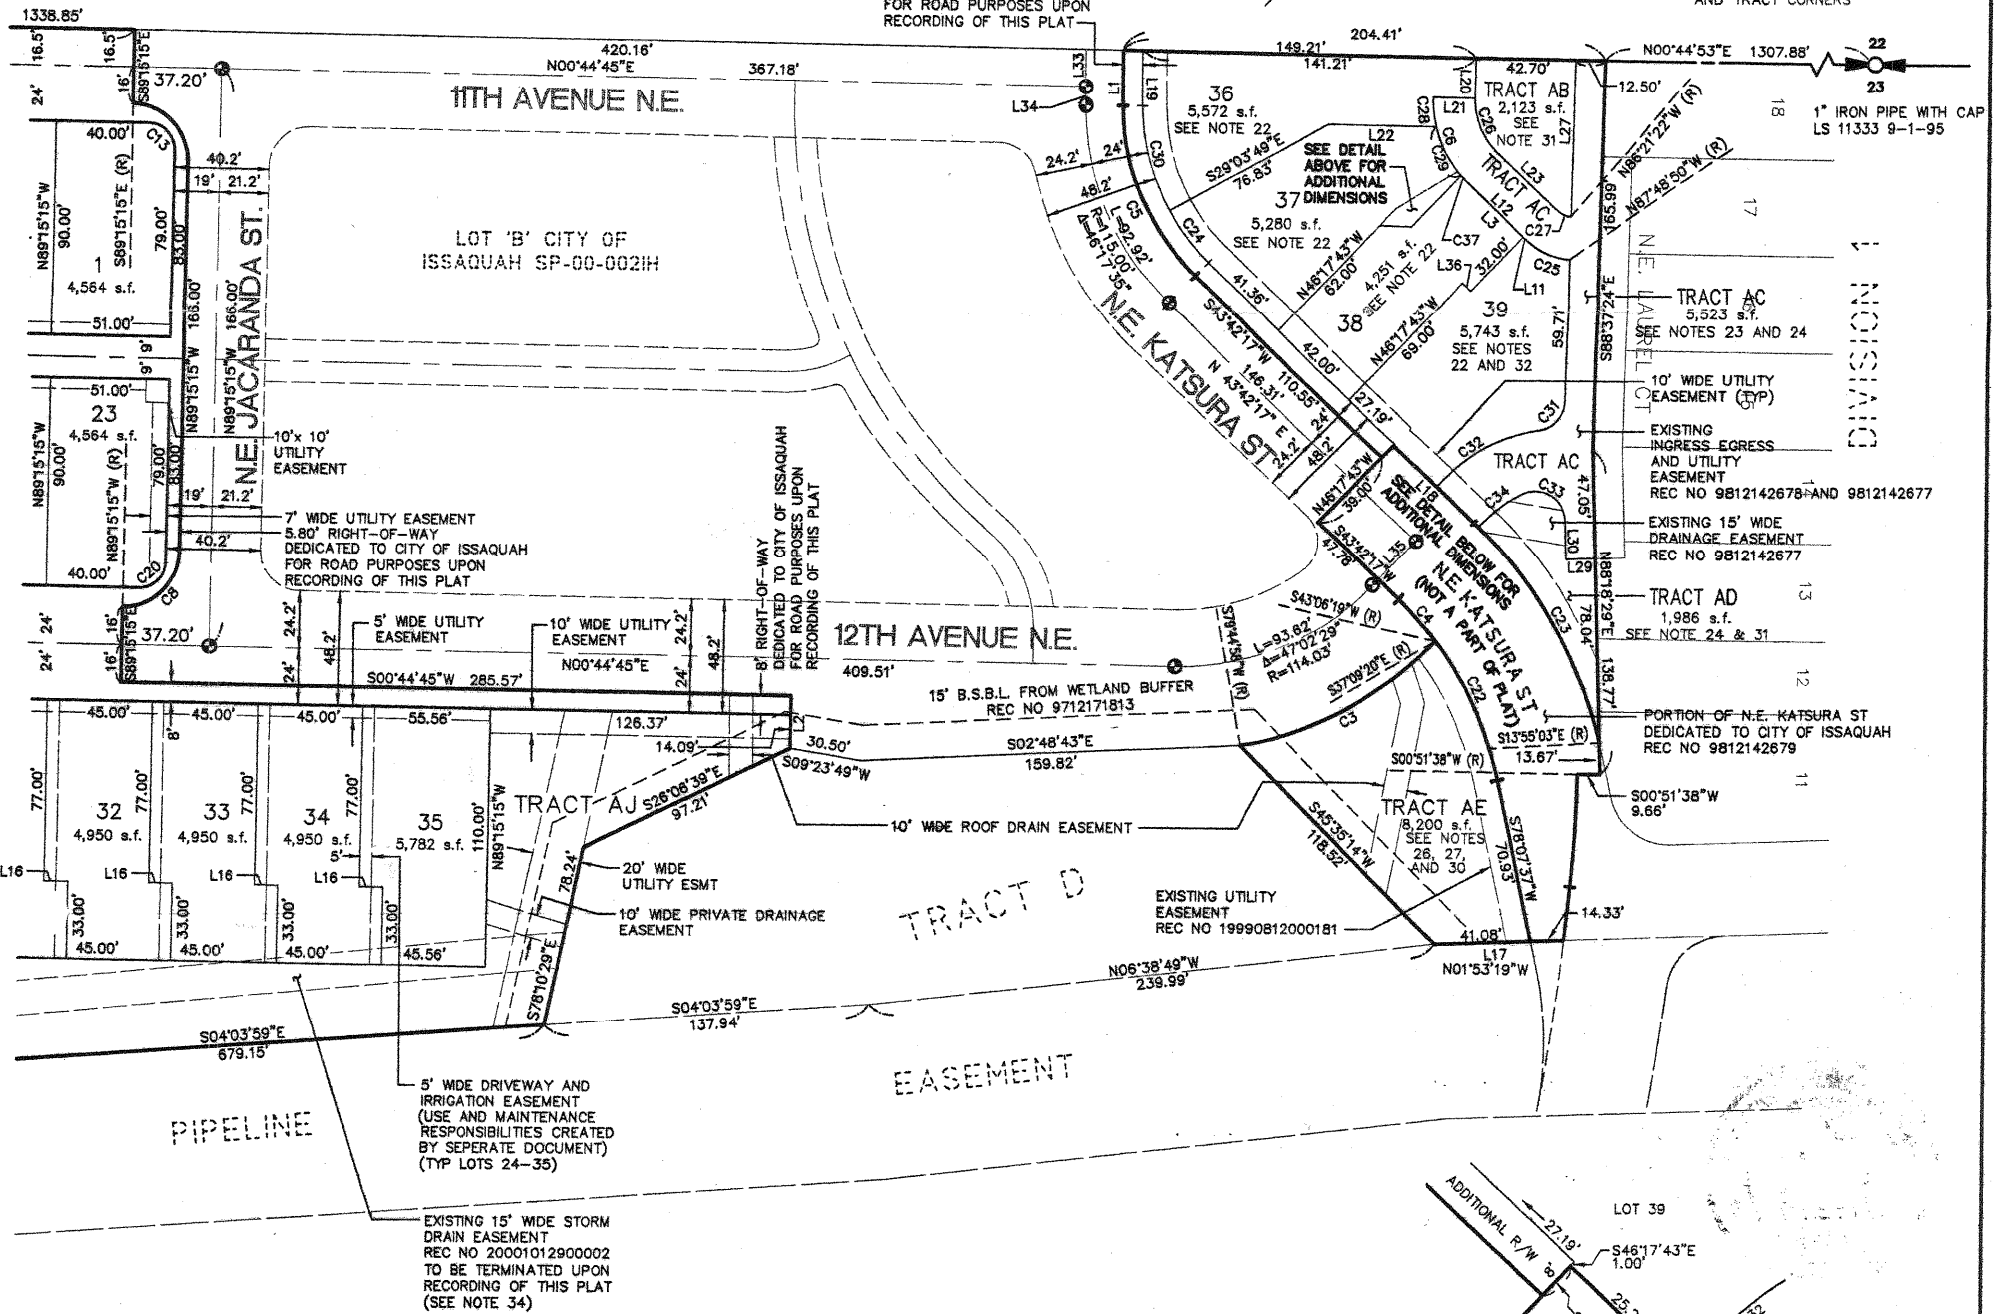 1338.85'
FOR ROAD PURPOSES UPON
RECORDING OF THIS PLAT
AND TRACT CORNERS
16.5'
16.5'
S89°15'15"E
16'
24'
37.20'
420.16'
N00°44'45"E
367.18'
11TH AVENUE N.E.
L33
L34
L1
L19
149.21'
141.21'
204.41'
42.70'
N00°44'53"E 1307.88'
22
23
12.50'
1" IRON PIPE WITH CAP
LS 11333 9-1-95
36
5,572 s.f.
SEE NOTE 22
L20
L21
C28
C6
C26
C29
L22
TRACT AB
2,123 s.f.
SEE
NOTE 31
L27
L23
TRACT AC
L12
L3
C27
N86°21'22"W (R)
N87°48'50"W (R)
18
17
165.99'
SEE DETAIL
ABOVE FOR
ADDITIONAL
DIMENSIONS
S29°03'49"E
76.83'
37
5,280 s.f.
SEE NOTE 22
C30
24.2'
24'
48.2'
C5
L=92.92'
R=115.00'
Δ=46°17'35"
C24
41.36'
N46°17'43"W
62.00'
4,251 s.f.
SEE NOTE 22
38
C37
L36
32.00'
L11
C25
N46°17'43"W
69.00'
39
5,743 s.f.
SEE NOTES
22 AND 32
59.71'
S88°37'24"E
N.E. LAUREL CT
DIVISION 1
TRACT AC
5,523 s.f.
SEE NOTES 23 AND 24
10' WIDE UTILITY
EASEMENT (TYP)
EXISTING
INGRESS EGRESS
AND UTILITY
EASEMENT
REC NO 9812142678 AND 9812142677
EXISTING 15' WIDE
DRAINAGE EASEMENT
REC NO 9812142677
TRACT AD
1,986 s.f.
SEE NOTE 24 & 31
PORTION OF N.E. KATSURA ST
DEDICATED TO CITY OF ISSAQUAH
REC NO 9812142679
13
12
11
C13
40.00'
N89°15'15"W
90.00'
1
4,564 s.f.
S89°15'15"E (R)
79.00'
83.00'
51.00'
40.2'
19'
21.2'
N89°15'15"W 166.00'
N89°15'15"W 166.00'
N.E. JACARANDA ST.
LOT 'B' CITY OF
ISSAQUAH SP-00-002IH
9'
9'
51.00'
23
4,564 s.f.
N89°15'15"W
90.00'
N89°15'15"W (R)
79.00'
83.00'
10'x 10'
UTILITY
EASEMENT
19'
21.2'
40.2'
7' WIDE UTILITY EASEMENT
5.80' RIGHT-OF-WAY
DEDICATED TO CITY OF ISSAQUAH
FOR ROAD PURPOSES UPON
RECORDING OF THIS PLAT
40.00'
C20
C8
24'
24'
16'
16'
S89°15'15"E
37.20'
N.E. KATSURA ST.
S43°42'17"W 110.55'
146.31'
N 43°42'17" E
42.00'
27.19'
24'
24.2'
48.2'
N46°17'43"W
39.00'
SEE DETAIL BELOW FOR
ADDITIONAL DIMENSIONS
N.E. KATSURA ST
(NOT A PART OF PLAT)
L18
C31
C32
C33
C34
TRACT AC
47.05'
L30
L29
N88°18'29"E 138.77'
78.04'
C23
S43°42'17"W
47.78'
L35
C4
C22
S43°06'19"W (R)
L=93.62'
Δ=47°02'29"
R=114.03'
S79°44'58"W (R)
S37°09'20"E (R)
C3
S13°55'03"E (R)
13.67'
S00°51'38"W (R)
S00°51'38"W
9.66'
24.2'
24'
48.2'
5' WIDE UTILITY
EASEMENT
10' WIDE UTILITY
EASEMENT
N00°44'45"E
24.2'
24'
48.2'
8' RIGHT-OF-WAY
DEDICATED TO CITY OF ISSAQUAH
FOR ROAD PURPOSES UPON
RECORDING OF THIS PLAT
12TH AVENUE N.E.
409.51'
S00°44'45"W 285.57'
15' B.S.B.L. FROM WETLAND BUFFER
REC NO 9712171813
45.00'
45.00'
45.00'
55.56'
126.37'
14.09'
L2
30.50'
S09°23'49"W
S02°48'43"E
159.82'
8'
77.00'
32
4,950 s.f.
77.00'
33
4,950 s.f.
34
4,950 s.f.
77.00'
35
5,782 s.f.
5'
110.00'
N89°15'15"W
TRACT AJ
S26°08'39"E
97.21'
10' WIDE ROOF DRAIN EASEMENT
TRACT AE
8,200 s.f.
SEE NOTES
26, 27,
AND 30
S45°35'14"W
118.52'
S78°07'37"W
70.93'
14.33'
L16
L16
L16
L16
33.00'
33.00'
33.00'
33.00'
45.00'
45.00'
45.00'
45.56'
78.24'
S78°10'29"E
20' WIDE
UTILITY ESMT
10' WIDE PRIVATE DRAINAGE
EASEMENT
TRACT D
EXISTING UTILITY
EASEMENT
REC NO 19990812000181
41.08'
L17
N01°53'19"W
N06°38'49"W
239.99'
S04°03'59"E
137.94'
S04°03'59"E
679.15'
PIPELINE
EASEMENT
5' WIDE DRIVEWAY AND
IRRIGATION EASEMENT
(USE AND MAINTENANCE
RESPONSIBILITIES CREATED
BY SEPERATE DOCUMENT)
(TYP LOTS 24-35)
EXISTING 15' WIDE STORM
DRAIN EASEMENT
REC NO 20001012900002
TO BE TERMINATED UPON
RECORDING OF THIS PLAT
(SEE NOTE 34)
ADDITIONAL R/W
27.19'
LOT 39
S46°17'43"E
1.00'
8'